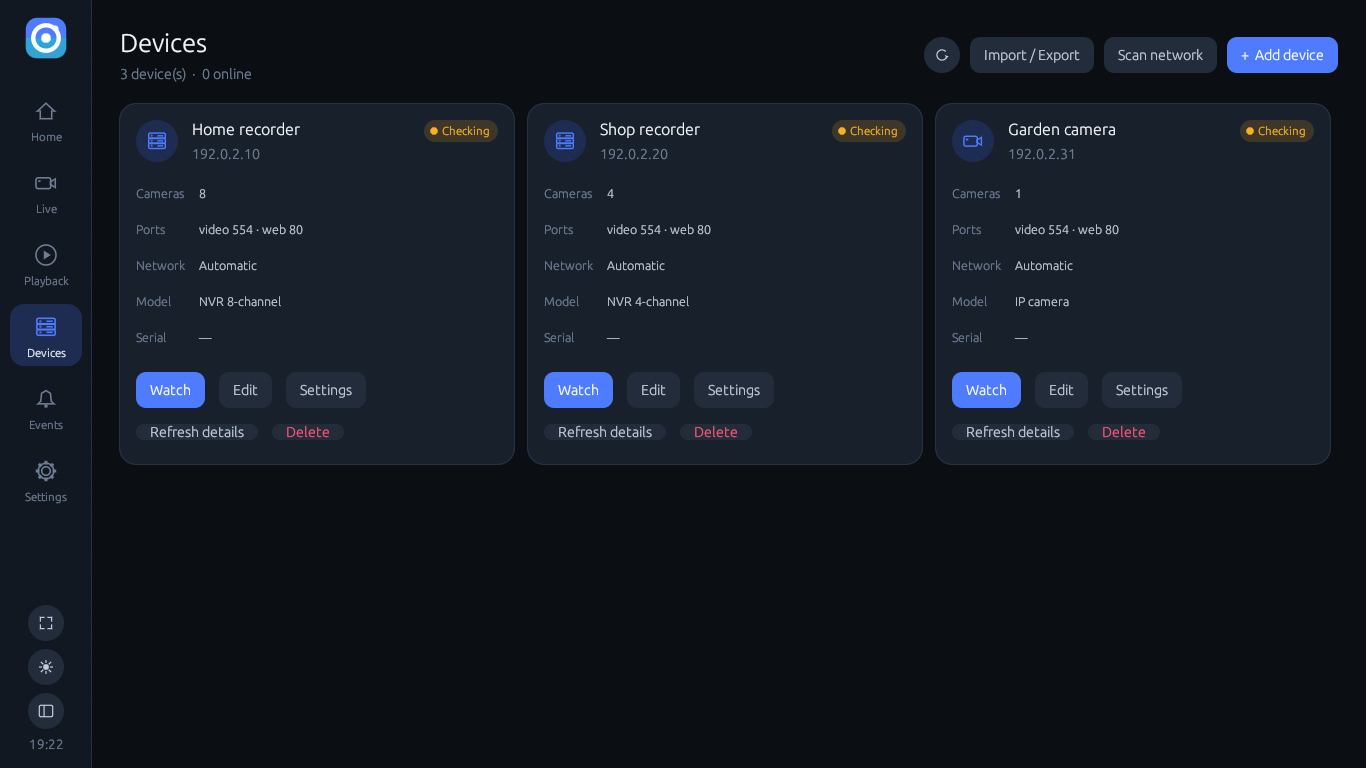 Devices
3 device(s) · 0 online
Import / Export
Scan network
+ Add device
Home
Live
Playback
Devices
Events
Settings
19:22
Home recorder
Checking
192.0.2.10
Cameras 8
Ports video 554 · web 80
Network Automatic
Model NVR 8-channel
Serial —
Watch Edit Settings
Refresh details Delete
Shop recorder
Checking
192.0.2.20
Cameras 4
Ports video 554 · web 80
Network Automatic
Model NVR 4-channel
Serial —
Watch Edit Settings
Refresh details Delete
Garden camera
Checking
192.0.2.31
Cameras 1
Ports video 554 · web 80
Network Automatic
Model IP camera
Serial —
Watch Edit Settings
Refresh details Delete